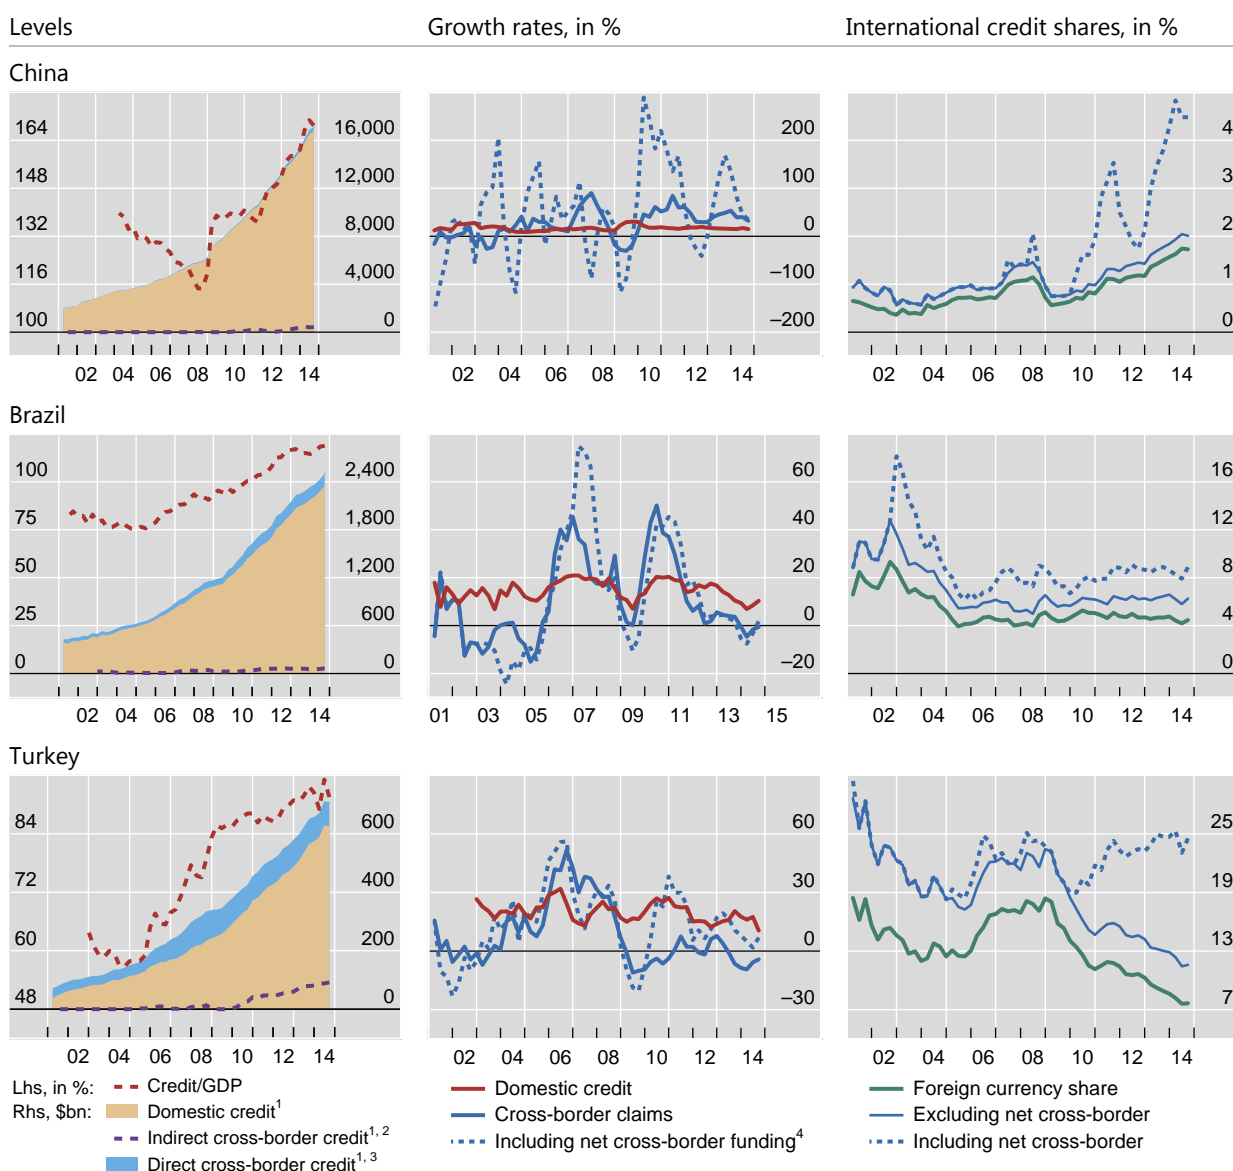 Levels
Growth rates, in %
International credit shares, in %
China
164 16,000
148 12,000
132 8,000
116 4,000
100 0
02 04 06 08 10 12 14
200
100
0
–100
–200
02 04 06 08 10 12 14
4
3
2
1
0
02 04 06 08 10 12 14
Brazil
100 2,400
75 1,800
50 1,200
25 600
0 0
02 04 06 08 10 12 14
60
40
20
0
–20
01 03 05 07 09 11 13 15
16
12
8
4
0
02 04 06 08 10 12 14
Turkey
84 600
72 400
60 200
48 0
02 04 06 08 10 12 14
60
30
0
–30
02 04 06 08 10 12 14
25
19
13
7
02 04 06 08 10 12 14
Lhs, in %: Credit/GDP
Rhs, $bn: Domestic credit¹
Indirect cross-border credit¹˒ ²
Direct cross-border credit¹˒ ³
Domestic credit
Cross-border claims
Including net cross-border funding⁴
Foreign currency share
Excluding net cross-border
Including net cross-border